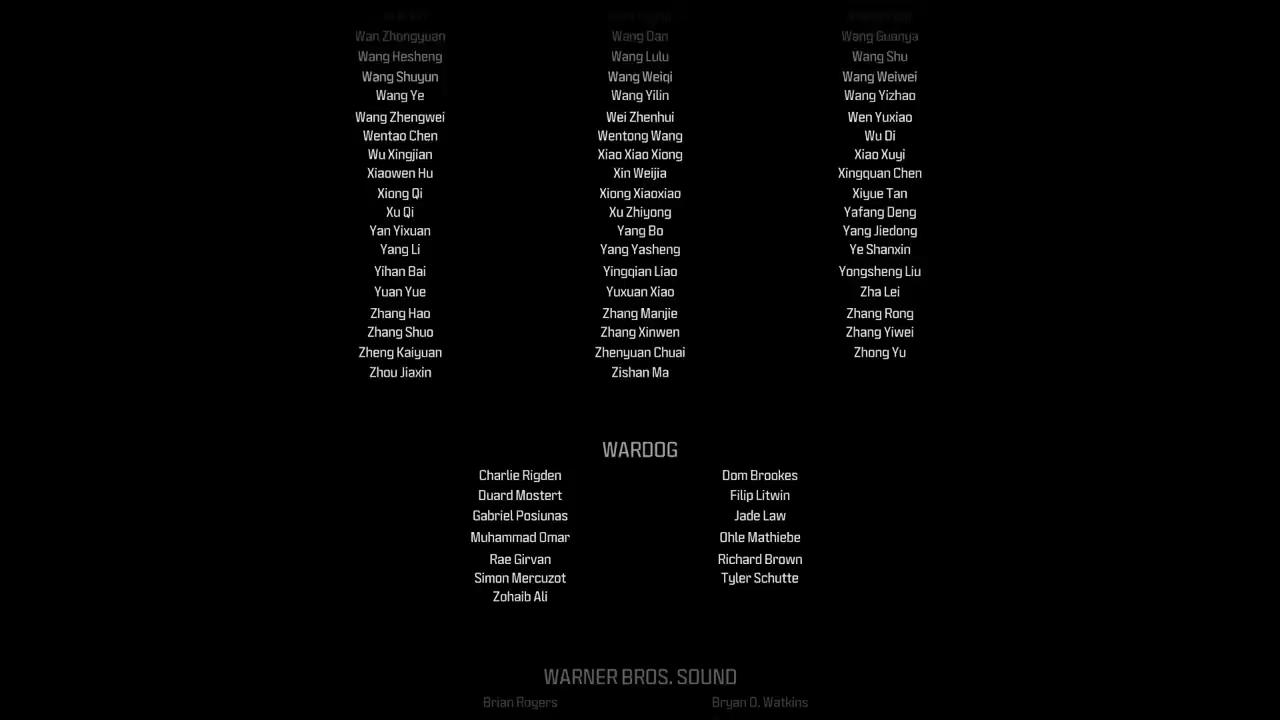 Wan Zhongyuan Wang Dan Wang Guanya
Wang Hesheng Wang Lulu Wang Shu
Wang Shuyun Wang Weiqi Wang Weiwei
Wang Ye Wang Yilin Wang Yizhao
Wang Zhengwei Wei Zhenhui Wen Yuxiao
Wentao Chen Wentong Wang Wu Di
Wu Xingjian Xiao Xiao Xiong Xiao Xuyi
Xiaowen Hu Xin Weijia Xingquan Chen
Xiong Qi Xiong Xiaoxiao Xiyue Tan
Xu Qi Xu Zhiyong Yafang Deng
Yan Yixuan Yang Bo Yang Jiedong
Yang Li Yang Yasheng Ye Shanxin
Yihan Bai Yingqian Liao Yongsheng Liu
Yuan Yue Yuxuan Xiao Zha Lei
Zhang Hao Zhang Manjie Zhang Rong
Zhang Shuo Zhang Xinwen Zhang Yiwei
Zheng Kaiyuan Zhenyuan Chuai Zhong Yu
Zhou Jiaxin Zishan Ma
WARDOG
Charlie Rigden Dom Brookes
Duard Mostert Filip Litwin
Gabriel Posiunas Jade Law
Muhammad Omar Ohle Mathiebe
Rae Girvan Richard Brown
Simon Mercuzot Tyler Schutte
Zohaib Ali
WARNER BROS. SOUND
Brian Rogers Bryan O. Watkins